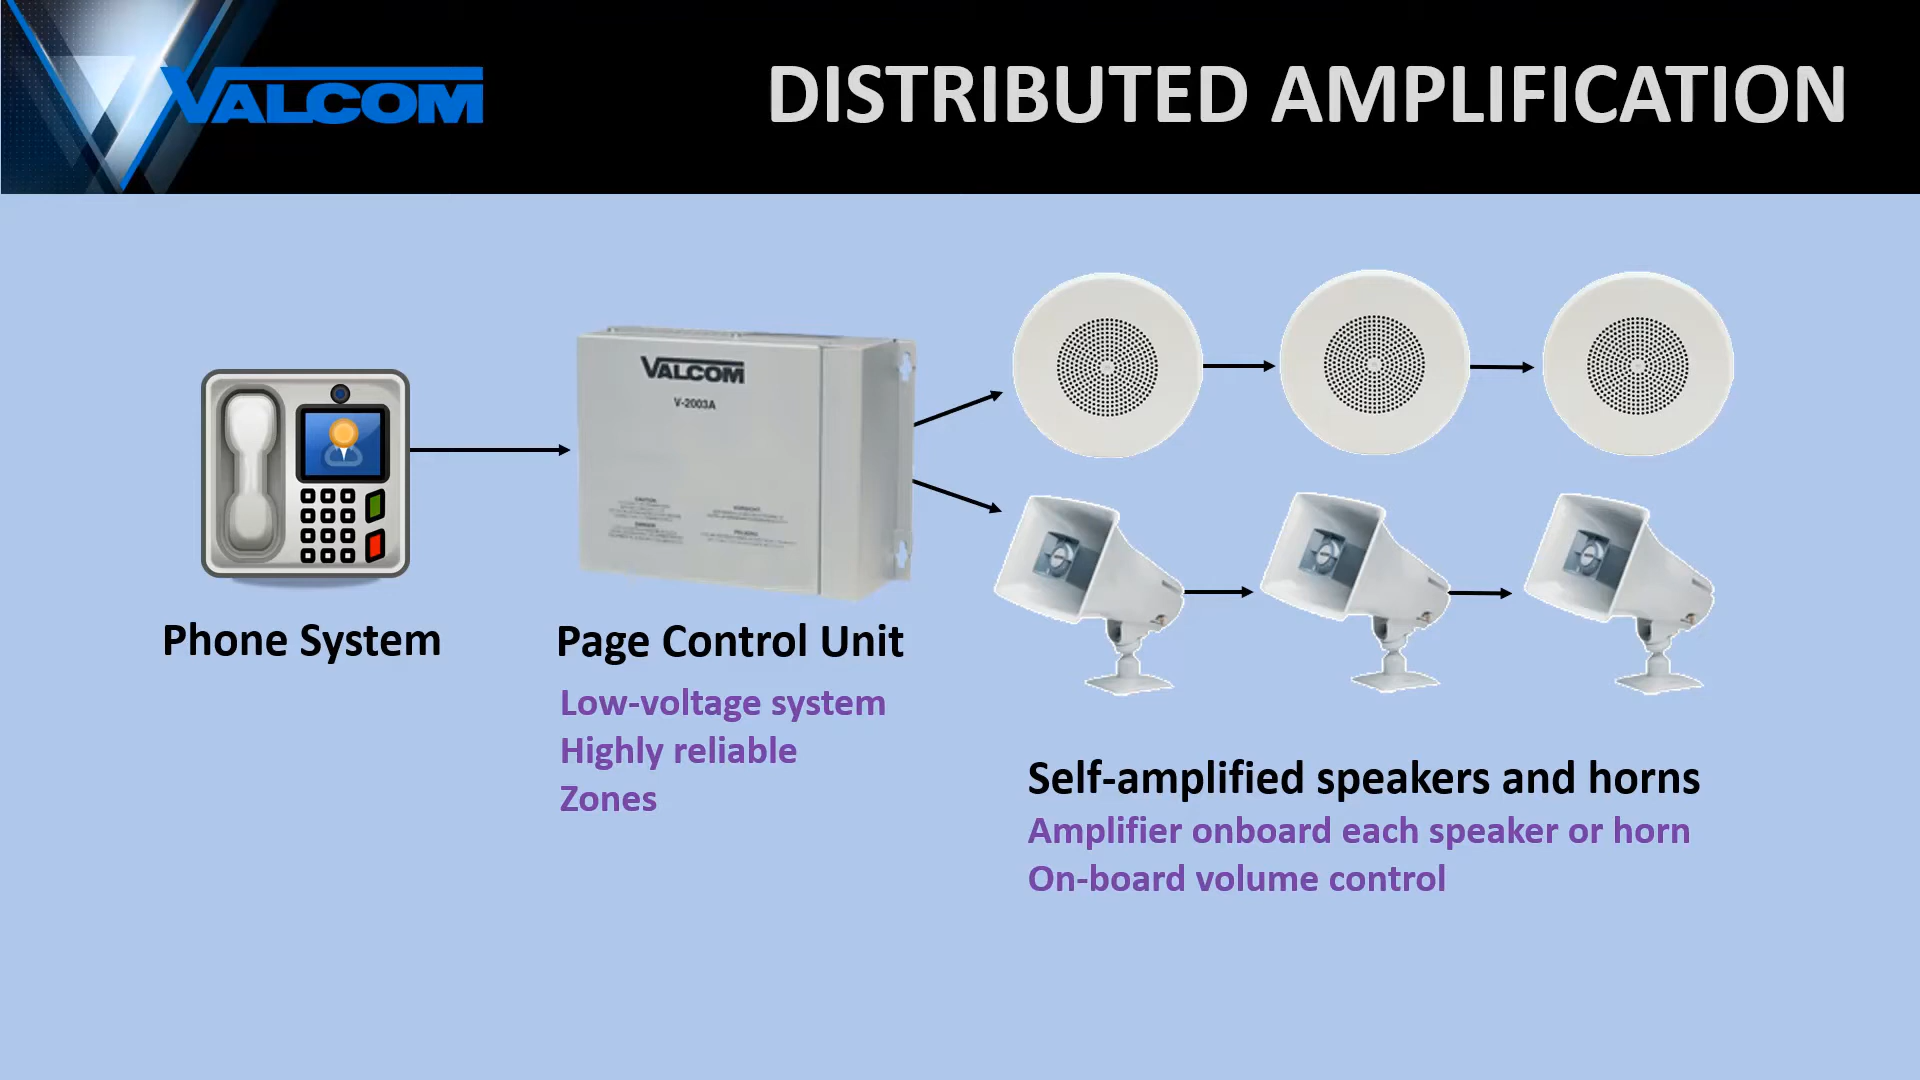 VALCOM
DISTRIBUTED AMPLIFICATION
VALCOM
V-2003A
Phone System
Page Control Unit
Low-voltage system
Highly reliable
Zones
Self-amplified speakers and horns
Amplifier onboard each speaker or horn
On-board volume control